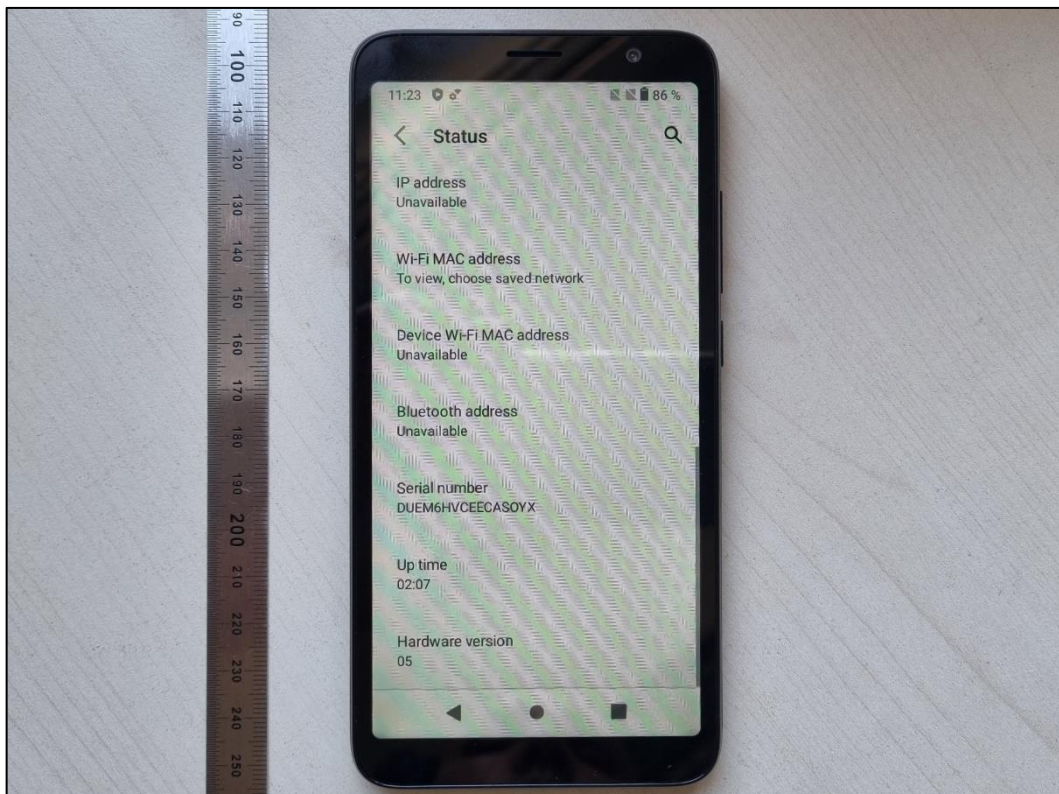 90
100
110
120
130
140
150
160
170
180
190
200
210
220
230
240
250
11:23 86 %
Status
IP address
Unavailable
Wi-Fi MAC address
To view, choose saved network
Device Wi-Fi MAC address
Unavailable
Bluetooth address
Unavailable
Serial number
DUEM6HVCEECASOYX
Up time
02:07
Hardware version
05